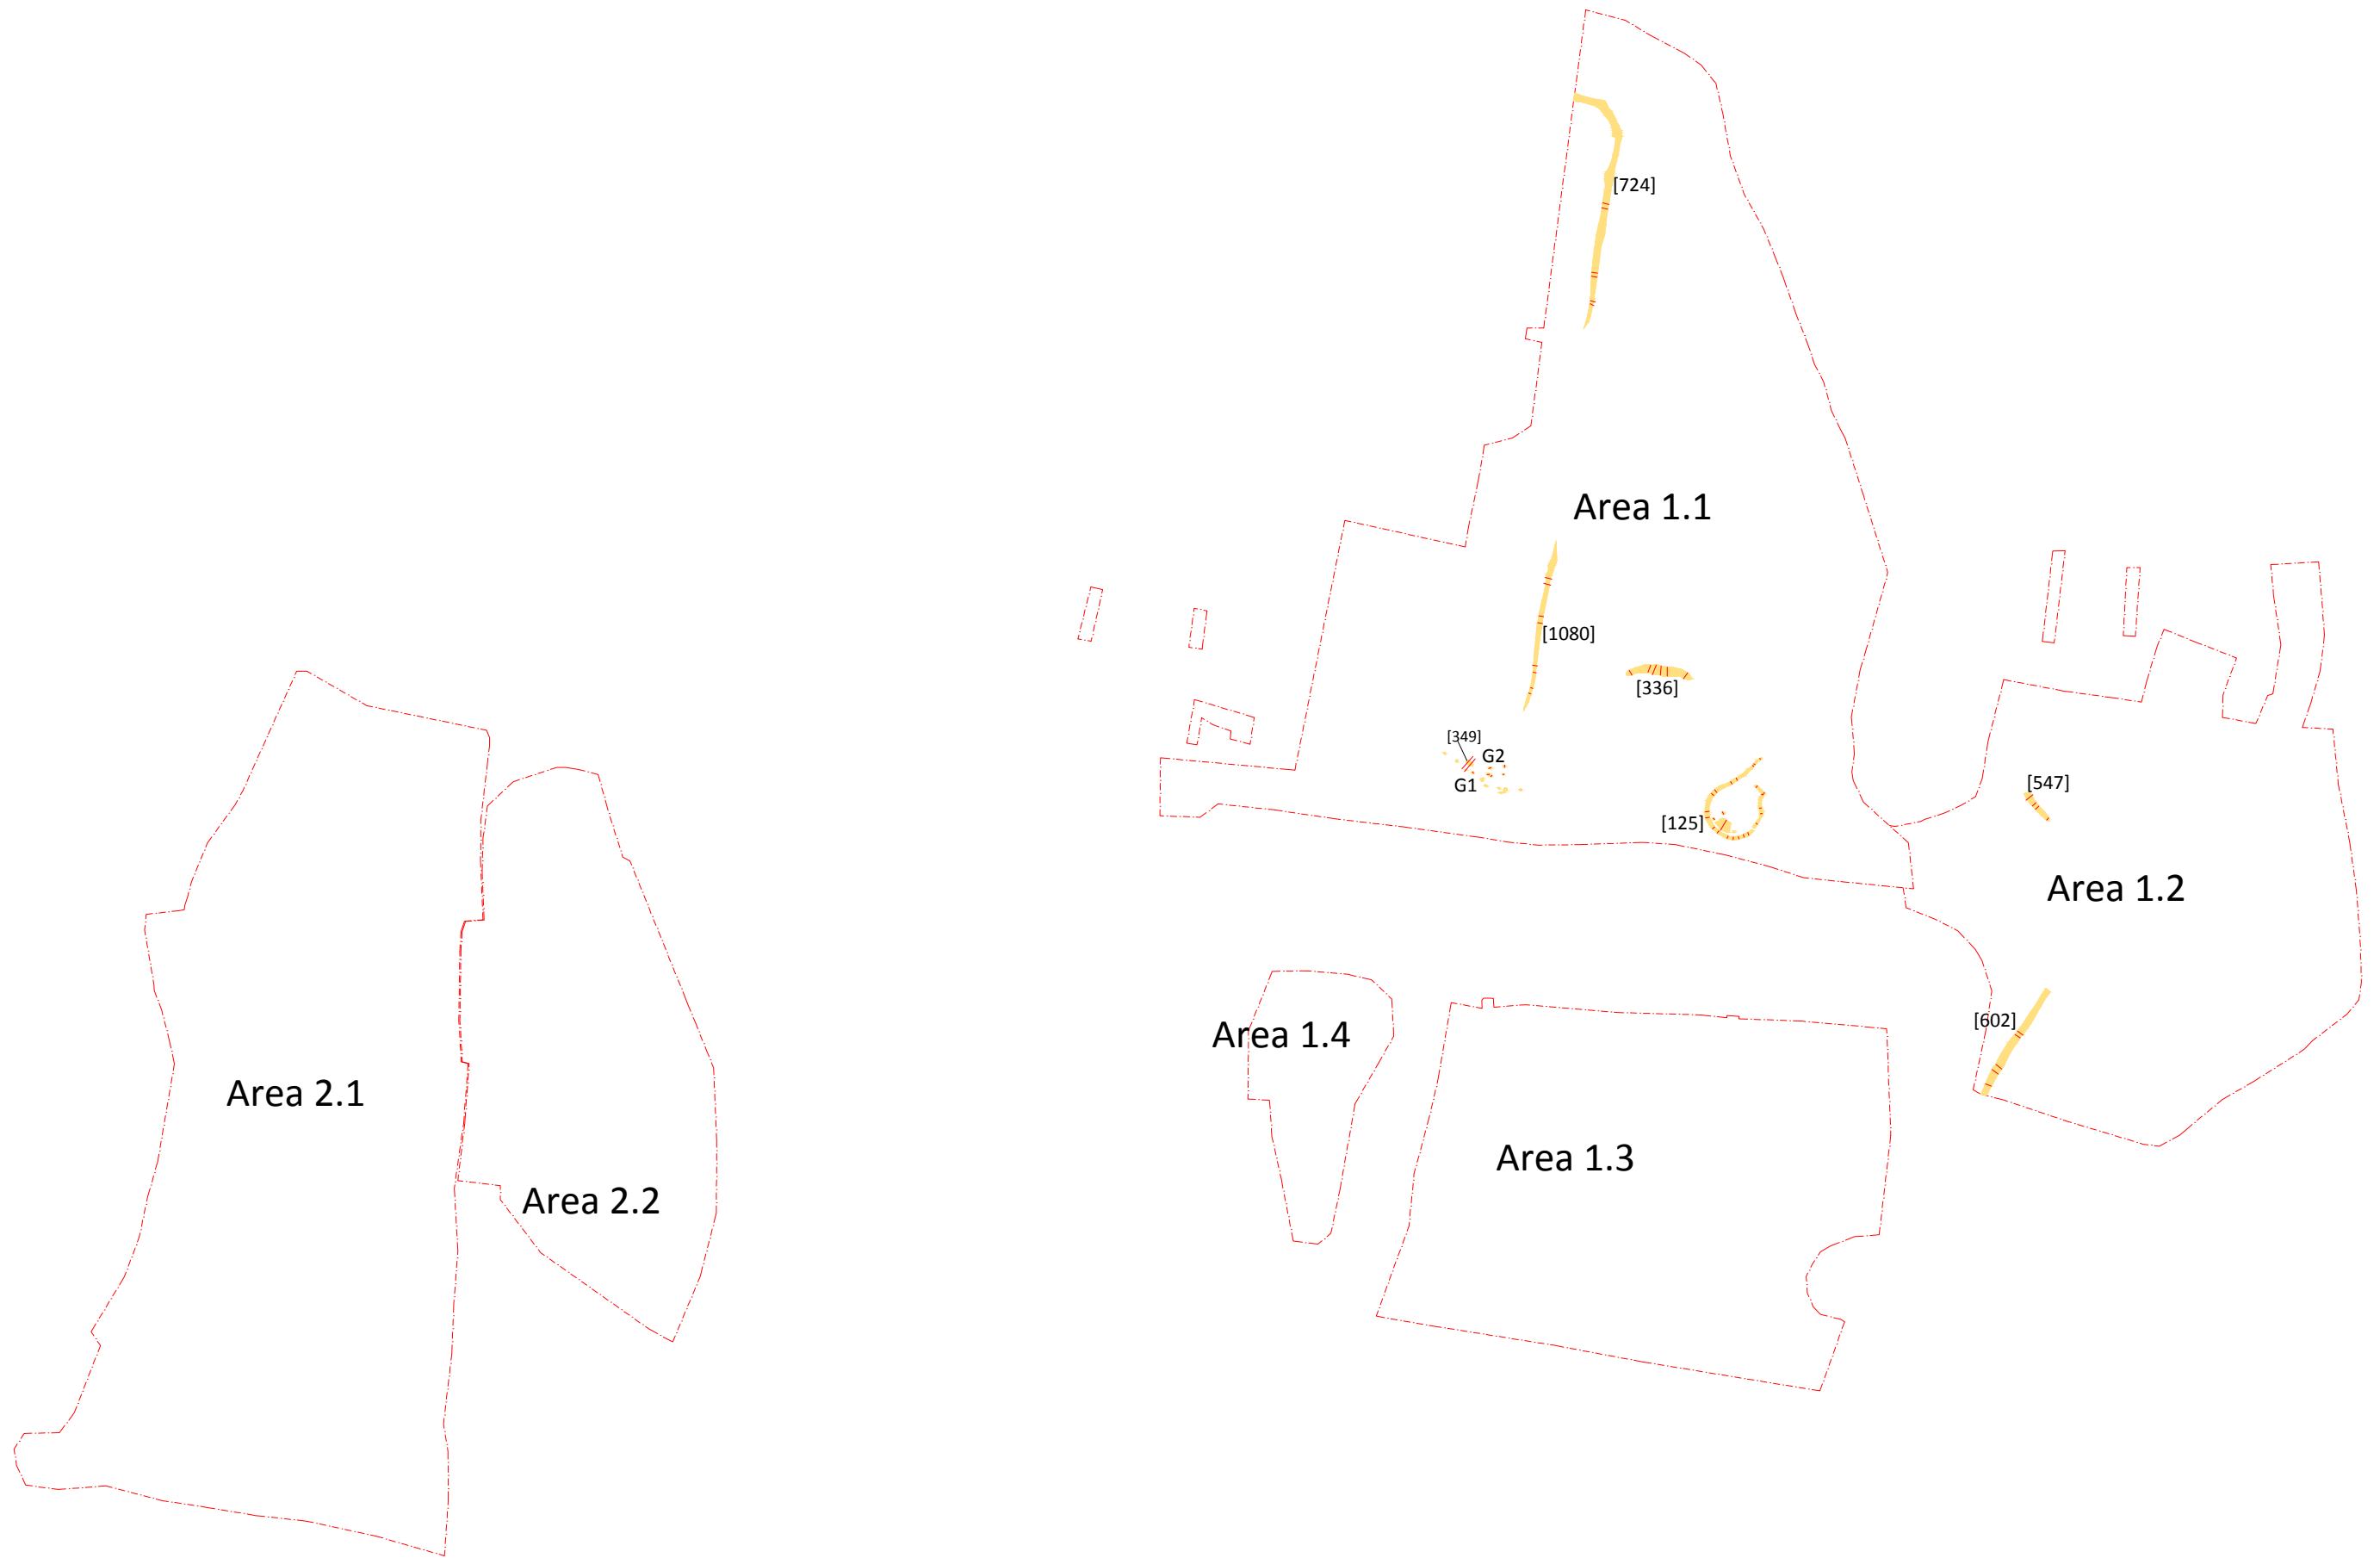 [724]
Area 1.1
[1080]
[336]
[349]
G2
G1
[547]
[125]
Area 1.2
[602]
Area 1.4
Area 2.1
Area 1.3
Area 2.2